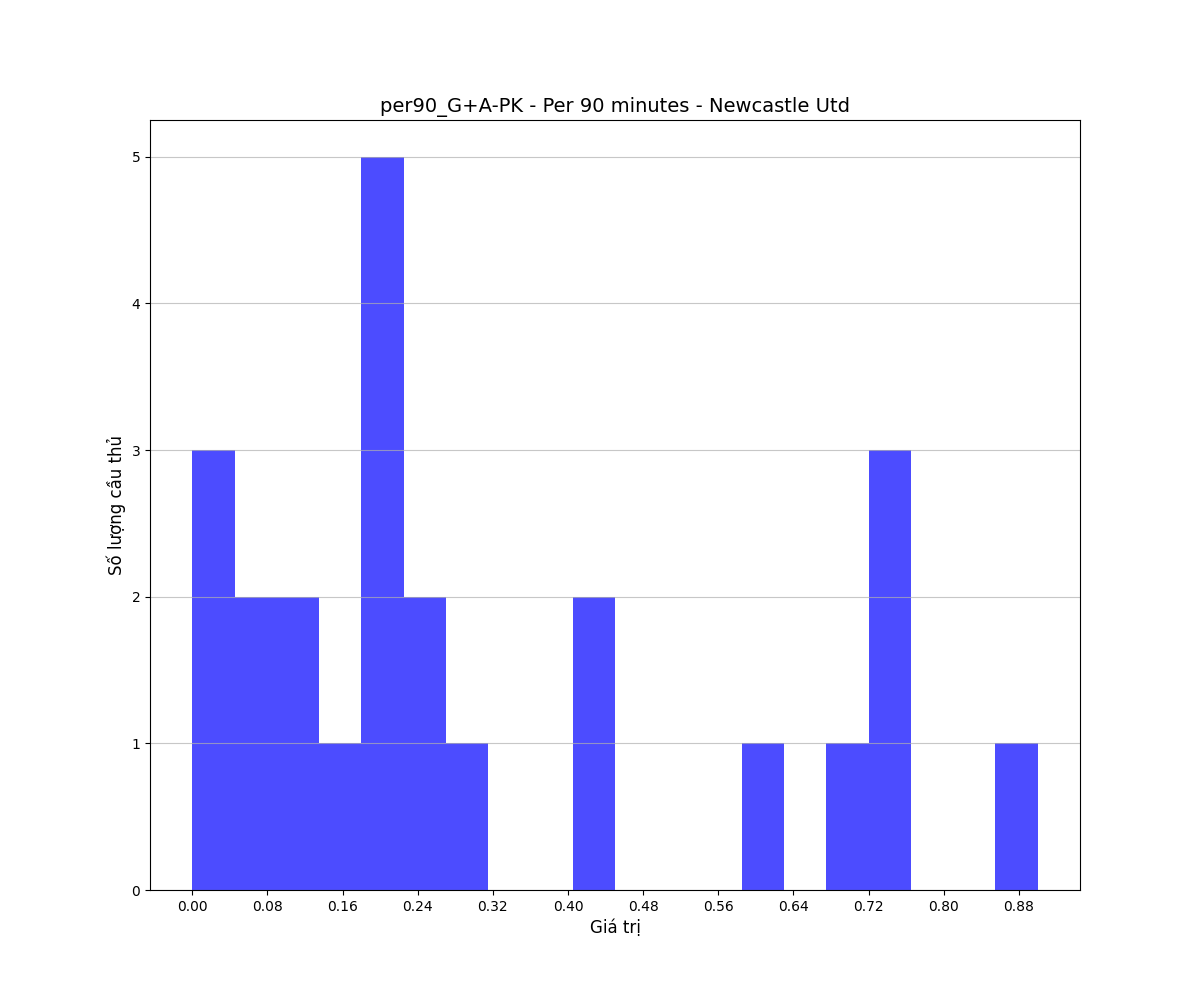 per90_G+A-PK - Per 90 minutes - Newcastle Utd
Số lượng cầu thủ
5
4
3
2
1
0
0.00 0.08 0.16 0.24 0.32 0.40 0.48 0.56 0.64 0.72 0.80 0.88
Giá trị